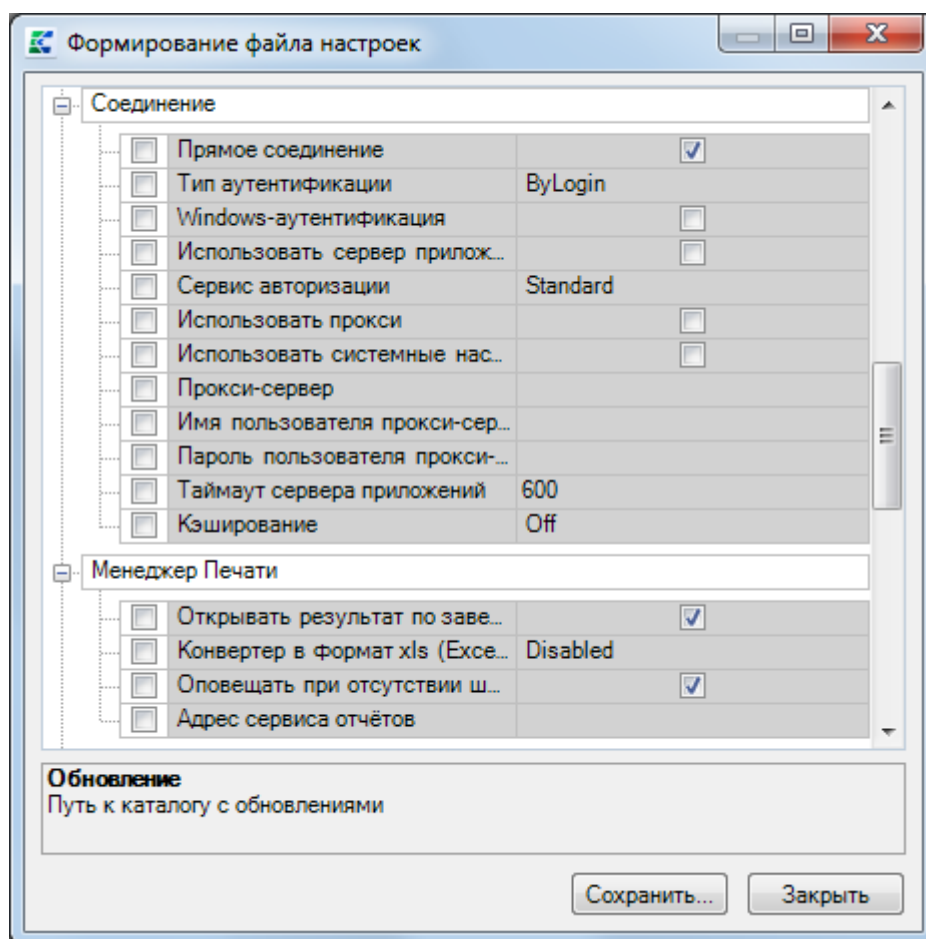 Формирование файла настроек
Соединение
Прямое соединение
Тип аутентификации ByLogin
Windows-аутентификация
Использовать сервер прилож...
Сервис авторизации Standard
Использовать прокси
Использовать системные нас...
Прокси-сервер
Имя пользователя прокси-сер...
Пароль пользователя прокси-...
Таймаут сервера приложений 600
Кэширование Off
Менеджер Печати
Открывать результат по заве...
Конвертер в формат xls (Exce... Disabled
Оповещать при отсутствии ш...
Адрес сервиса отчётов
Обновление
Путь к каталогу с обновлениями
Сохранить... Закрыть